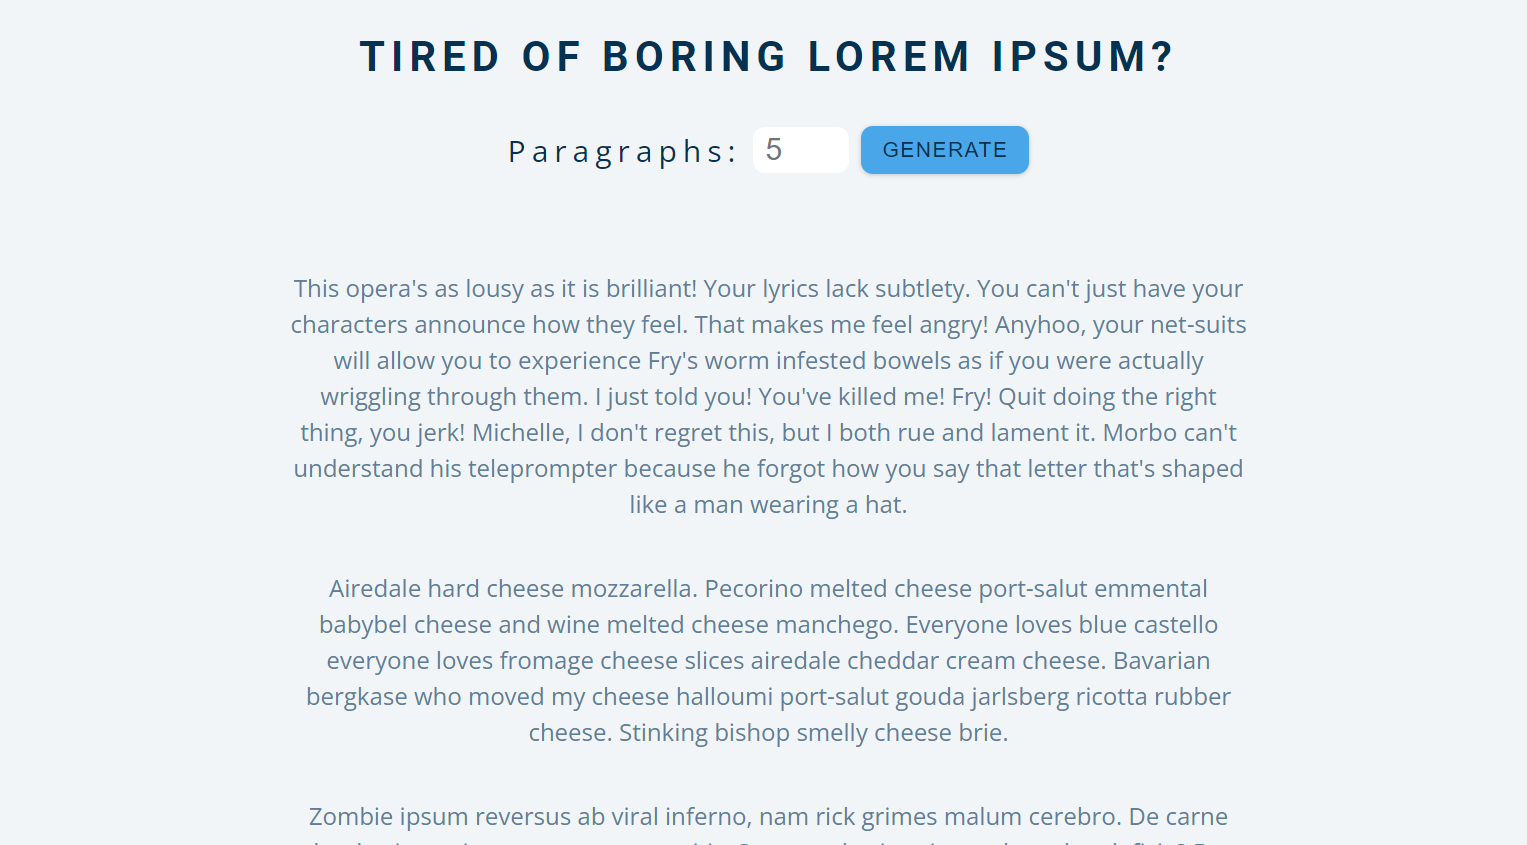 TIRED OF BORING LOREM IPSUM?
Paragraphs: 5 GENERATE
This opera's as lousy as it is brilliant! Your lyrics lack subtlety. You can't just have your
characters announce how they feel. That makes me feel angry! Anyhoo, your net-suits
will allow you to experience Fry's worm infested bowels as if you were actually
wriggling through them. I just told you! You've killed me! Fry! Quit doing the right
thing, you jerk! Michelle, I don't regret this, but I both rue and lament it. Morbo can't
understand his teleprompter because he forgot how you say that letter that's shaped
like a man wearing a hat.
Airedale hard cheese mozzarella. Pecorino melted cheese port-salut emmental
babybel cheese and wine melted cheese manchego. Everyone loves blue castello
everyone loves fromage cheese slices airedale cheddar cream cheese. Bavarian
bergkase who moved my cheese halloumi port-salut gouda jarlsberg ricotta rubber
cheese. Stinking bishop smelly cheese brie.
Zombie ipsum reversus ab viral inferno, nam rick grimes malum cerebro. De carne